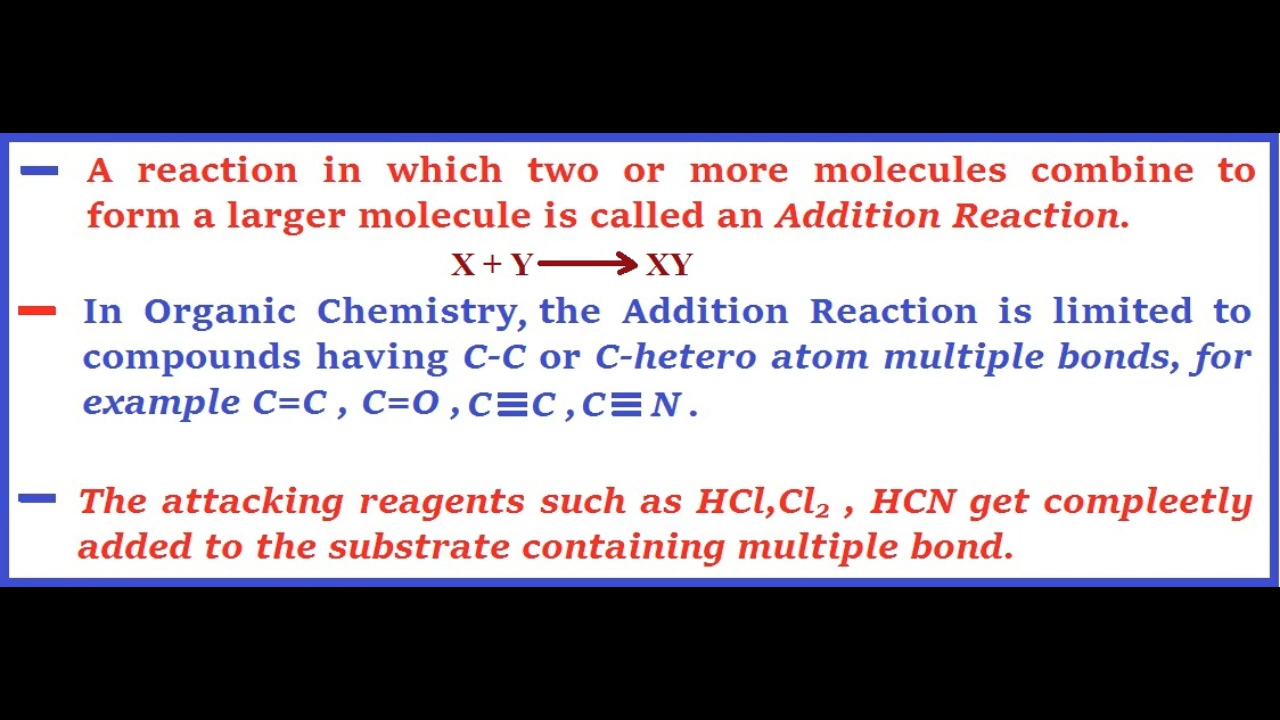 A reaction in which two or more molecules combine to
form a larger molecule is called an Addition Reaction.
X + Y⟶XY
In Organic Chemistry, the Addition Reaction is limited to
compounds having C-C or C-hetero atom multiple bonds, for
example C=C , C=O , C≡C , C≡N .
The attacking reagents such as HCl,Cl₂ , HCN get compleetly
added to the substrate containing multiple bond.